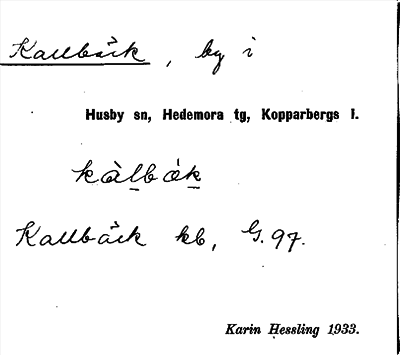 Kallbäck, by i
Husby sn, Hedemora tg, Kopparbergs l.
kàlbäk
Kallbäck kb, G. 97.
Karin Hessling 1933.